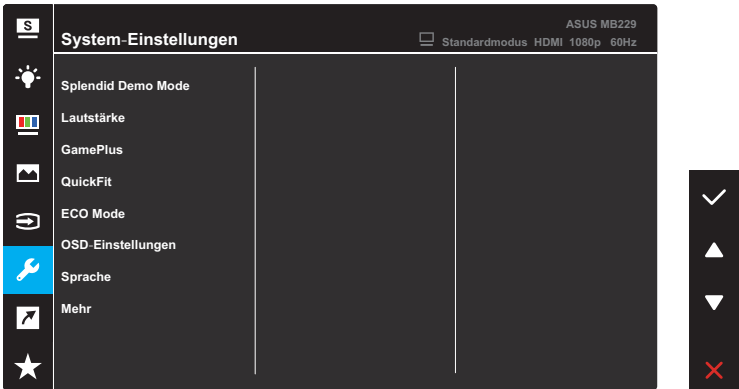 S
ASUS MB229
System-Einstellungen
Standardmodus HDMI 1080p 60Hz
Splendid Demo Mode
Lautstärke
GamePlus
QuickFit
ECO Mode
OSD-Einstellungen
Sprache
Mehr